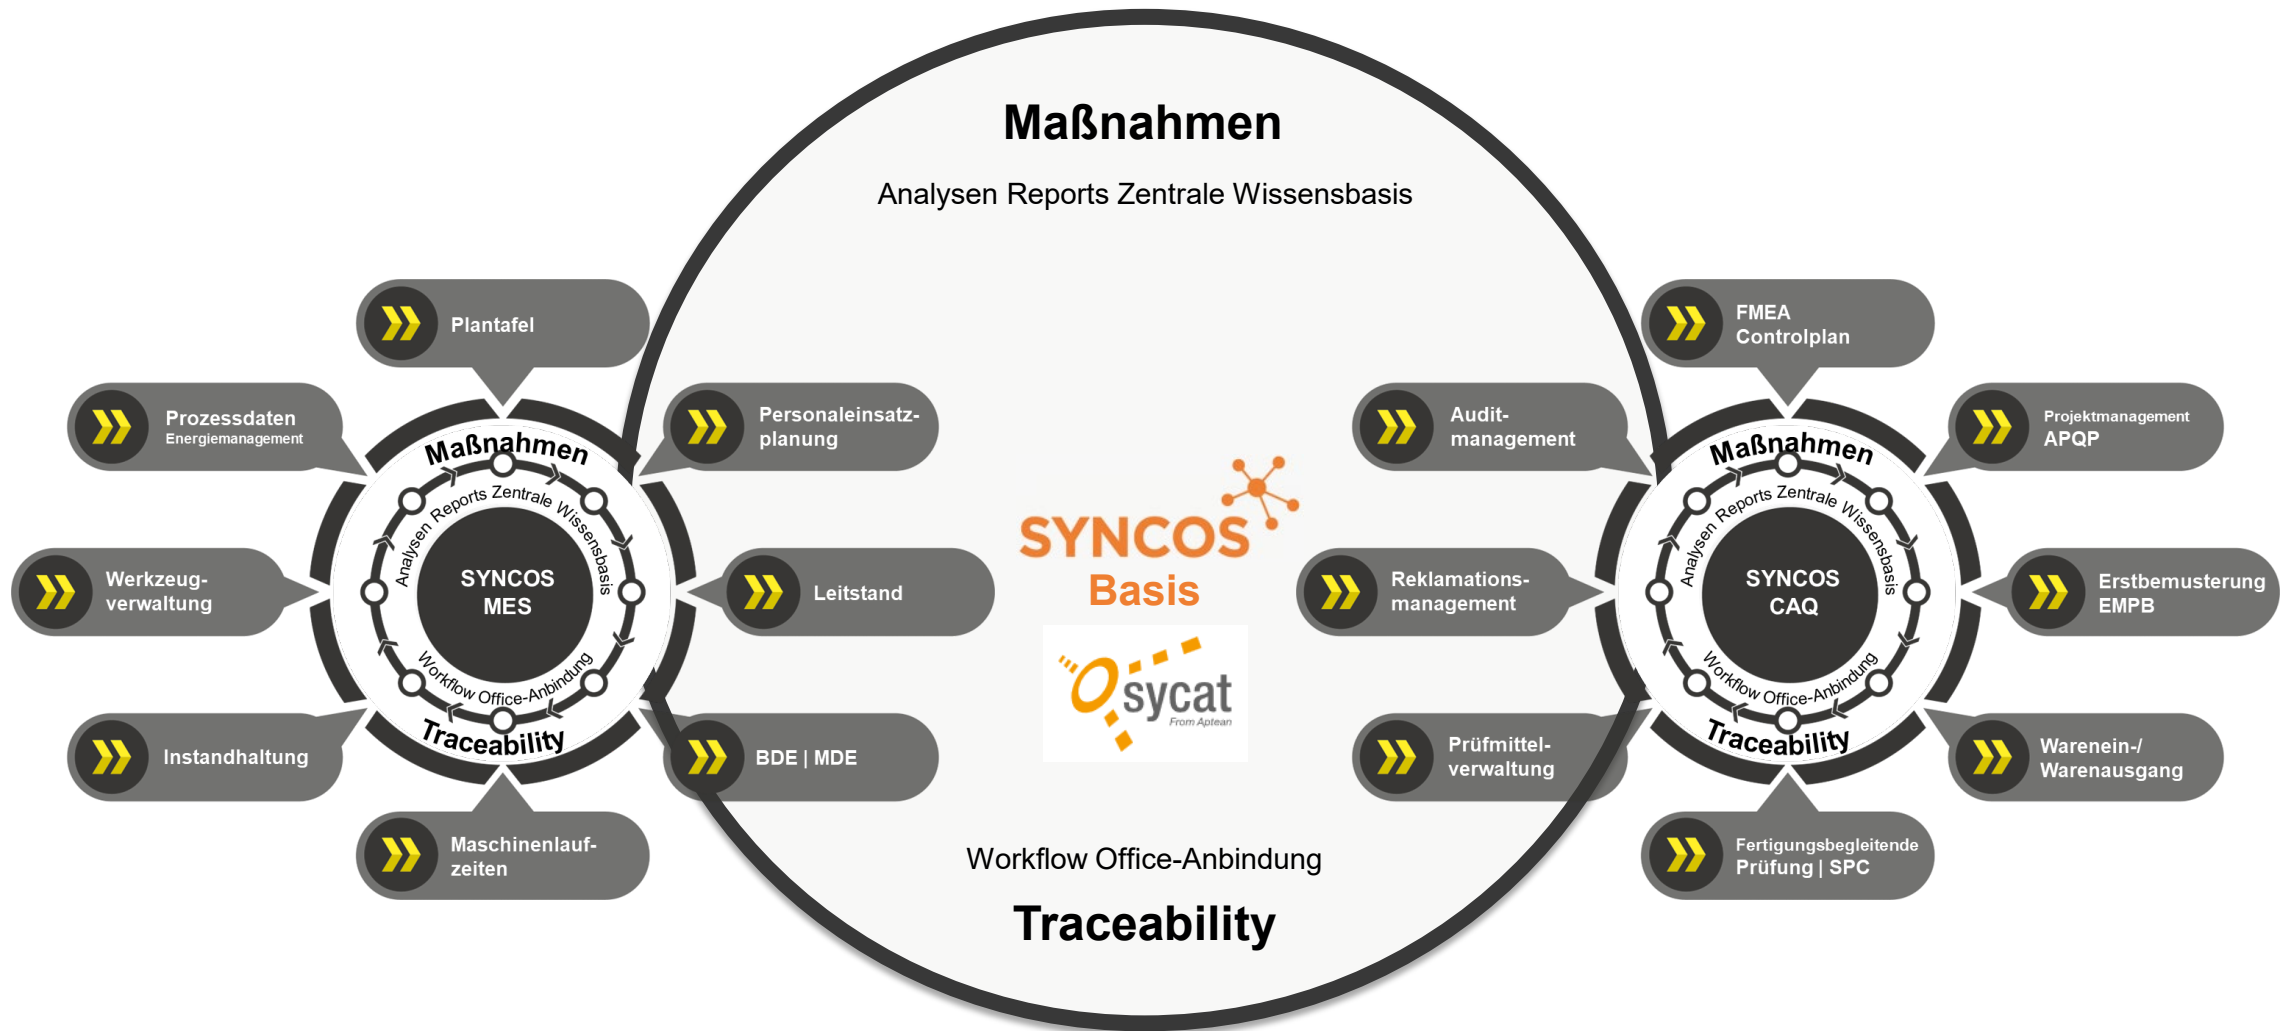 Maßnahmen
Analysen Reports Zentrale Wissensbasis
Plantafel
Prozessdaten
Energiemanagement
Personaleinsatz-
planung
Werkzeug-
verwaltung
Leitstand
Instandhaltung
BDE | MDE
Maschinenlauf-
zeiten
Maßnahmen
Analysen Reports Zentrale Wissensbasis
SYNCOS
MES
Workflow Office-Anbindung
Traceability
SYNCOS
Basis
sycat
From Aptean
FMEA
Controlplan
Audit-
management
Projektmanagement
APQP
Reklamations-
management
Erstbemusterung
EMPB
Prüfmittel-
verwaltung
Warenein-/
Warenausgang
Fertigungsbegleitende
Prüfung | SPC
Maßnahmen
Analysen Reports Zentrale Wissensbasis
SYNCOS
CAQ
Workflow Office-Anbindung
Traceability
Workflow Office-Anbindung
Traceability